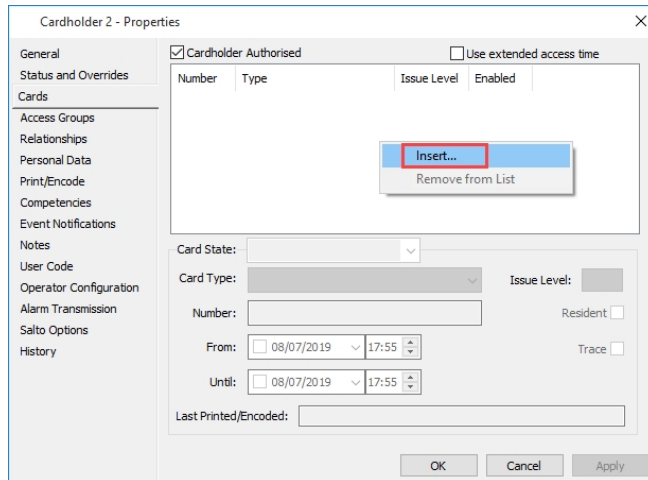 Cardholder 2 - Properties
General
Status and Overrides
Cards
Access Groups
Relationships
Personal Data
Print/Encode
Competencies
Event Notifications
Notes
User Code
Operator Configuration
Alarm Transmission
Salto Options
History
Cardholder Authorised
Use extended access time
Number Type Issue Level Enabled
Insert...
Remove from List
Card State:
Card Type: Issue Level:
Number: Resident
From: 08/07/2019 17:55 Trace
Until: 08/07/2019 17:55
Last Printed/Encoded:
OK Cancel Apply